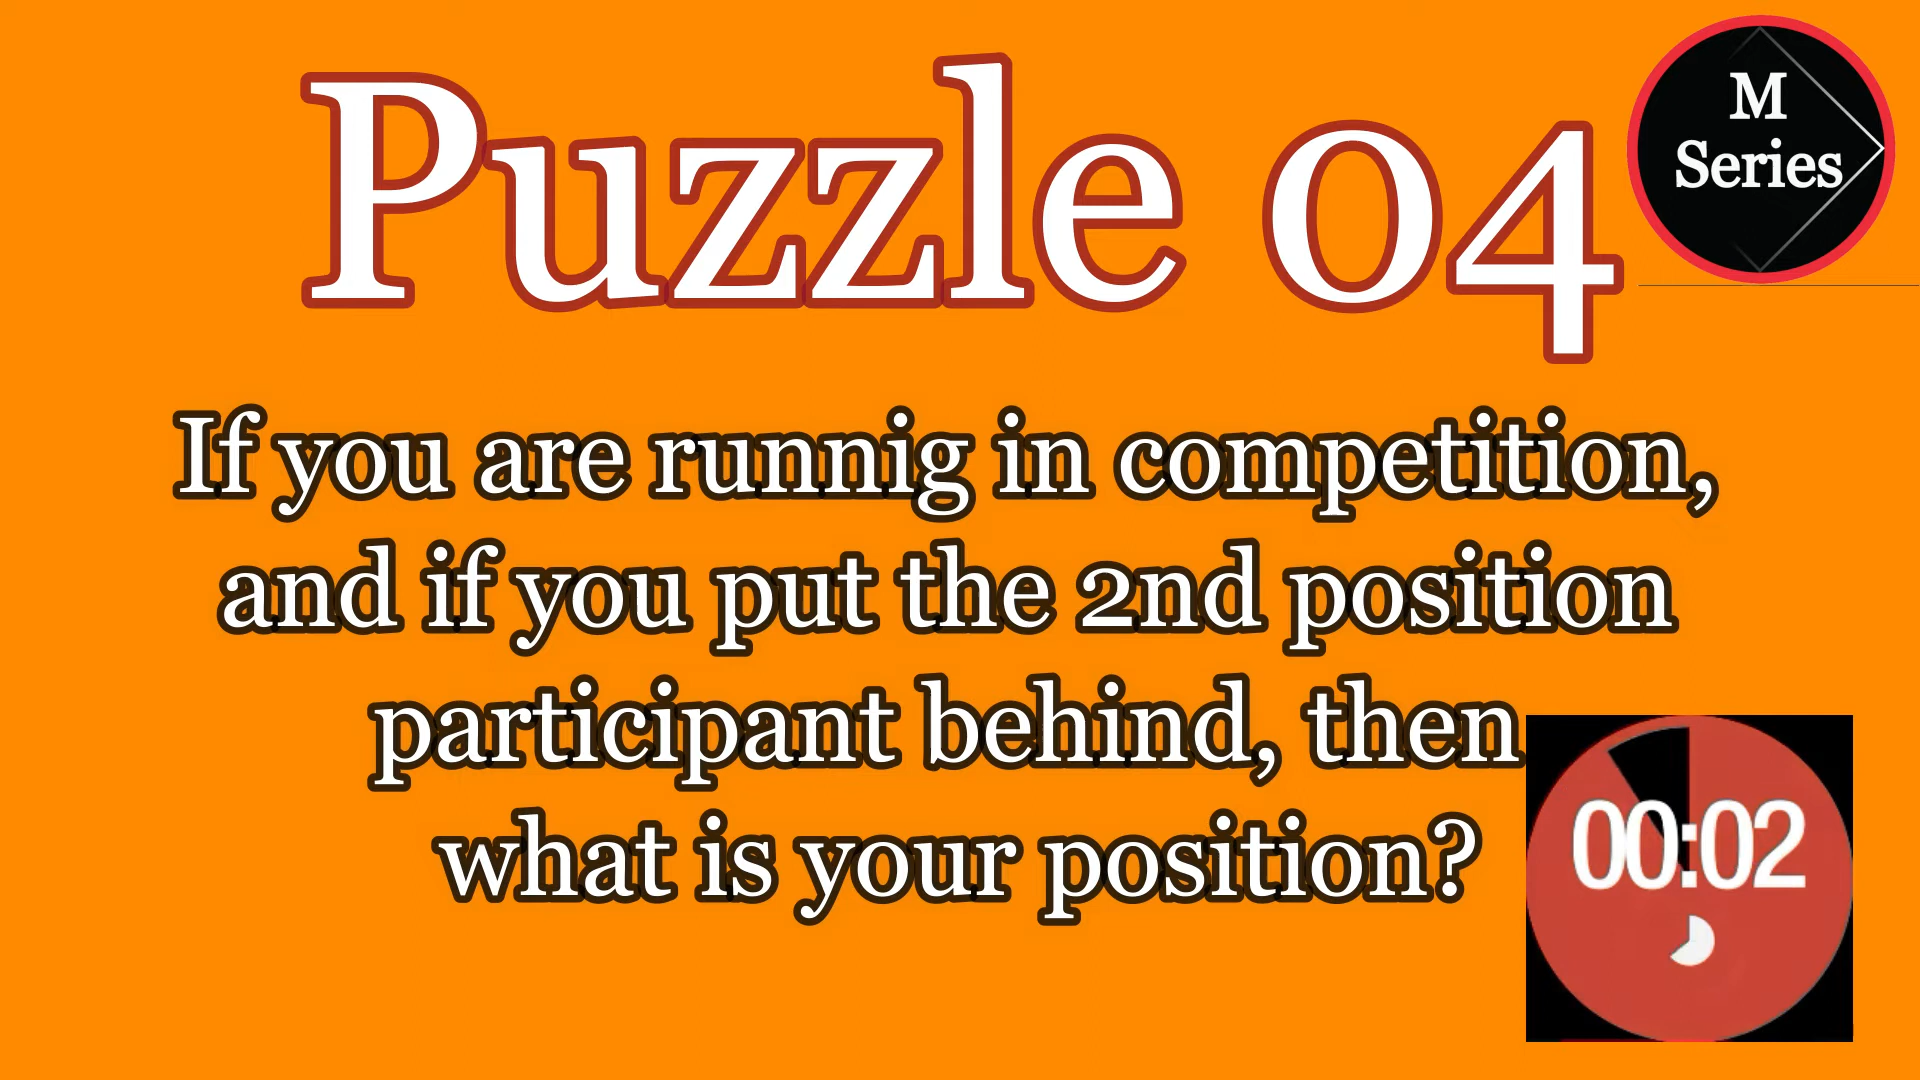 Puzzle 04
M
Series
If you are runnig in competition,
and if you put the 2nd position
participant behind, then
what is your position?
00:02